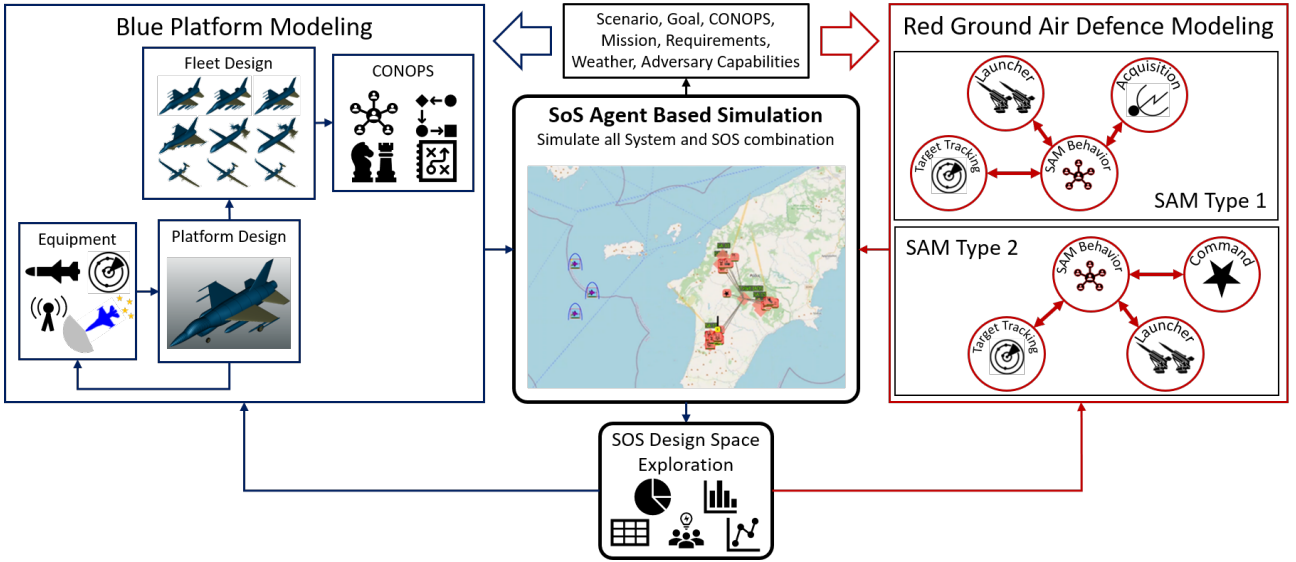 Blue Platform Modeling
Fleet Design
CONOPS
Equipment
Platform Design
Scenario, Goal, CONOPS,
Mission, Requirements,
Weather, Adversary Capabilities
SoS Agent Based Simulation
Simulate all System and SOS combination
SOS Design Space
Exploration
Red Ground Air Defence Modeling
Launcher
Acquisition
Target Tracking
SAM Behavior
SAM Type 1
SAM Type 2
SAM Behavior
Command
Target Tracking
Launcher